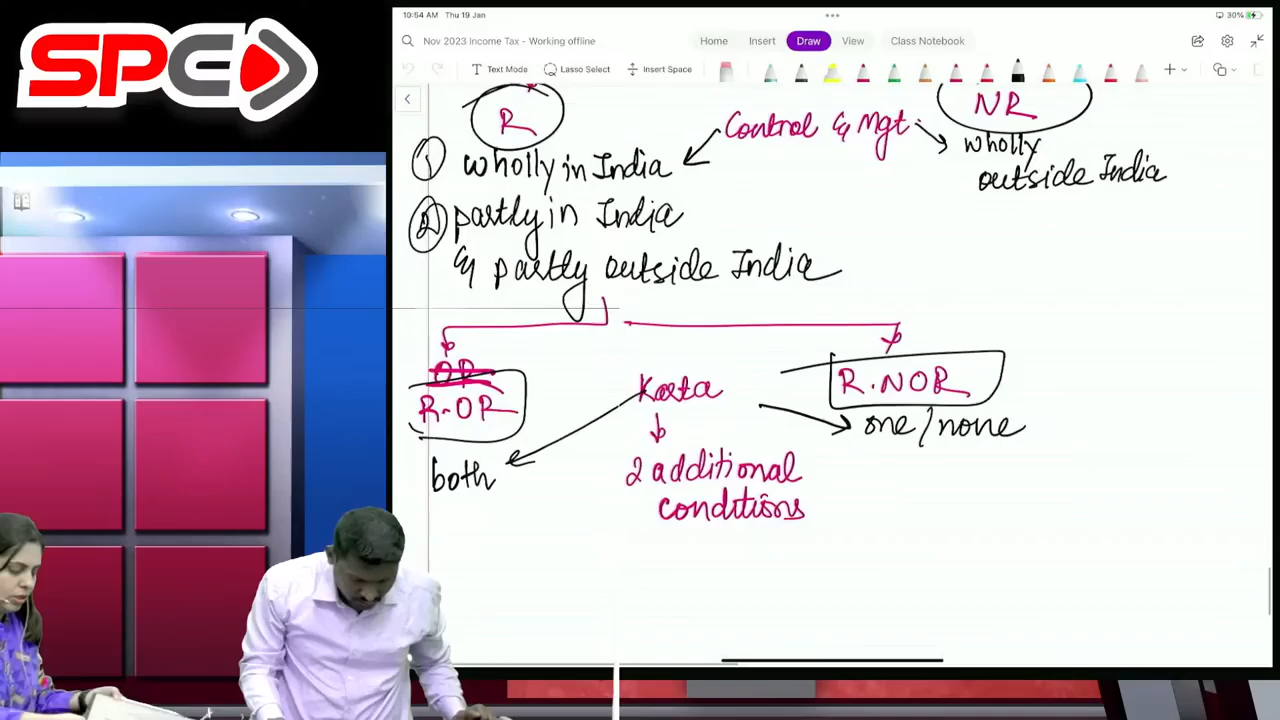 SPC
10:54 AM Thu 19 Jan
30%
Nov 2023 Income Tax - Working offline
Home Insert Draw View Class Notebook
Text Mode Lasso Select Insert Space
R
Control & Mgt.
NR
① wholly in India
wholly
outside India
② partly in India
& partly outside India
OR
R-OR
Karta
R.NOR
one/none
both
2 additional
conditions